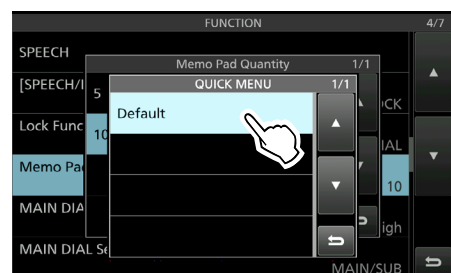 FUNCTION 4/7
SPEECH
Memo Pad Quantity 1/1
[SPEECH/
QUICK MENU 1/1
5
CK
Default
Lock Func
10
IAL
Memo Pa
10
MAIN DIA
igh
MAIN DIAL Se
MAIN/SUB